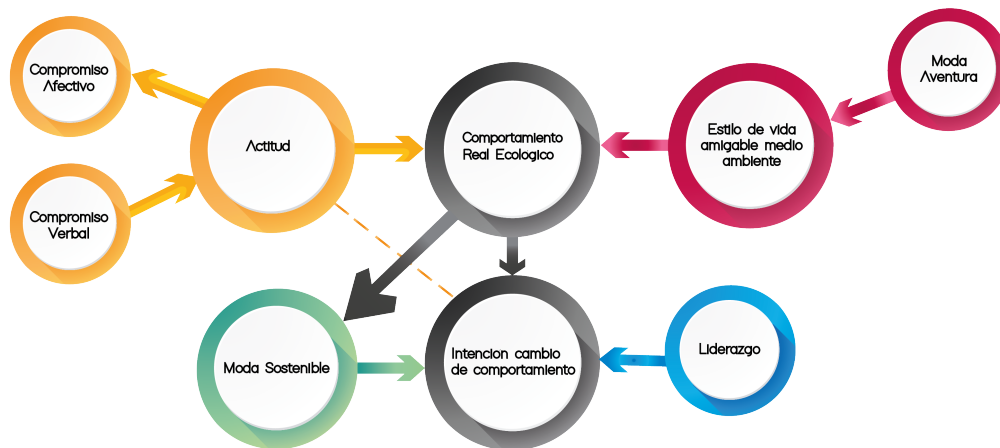 Compromiso
Afectivo
Actitud
Compromiso
Verbal
Comportamiento
Real Ecologico
Estilo de vida
amigable medio
ambiente
Moda
Aventura
Moda Sostenible
Intencion cambio
de comportamiento
Liderazgo